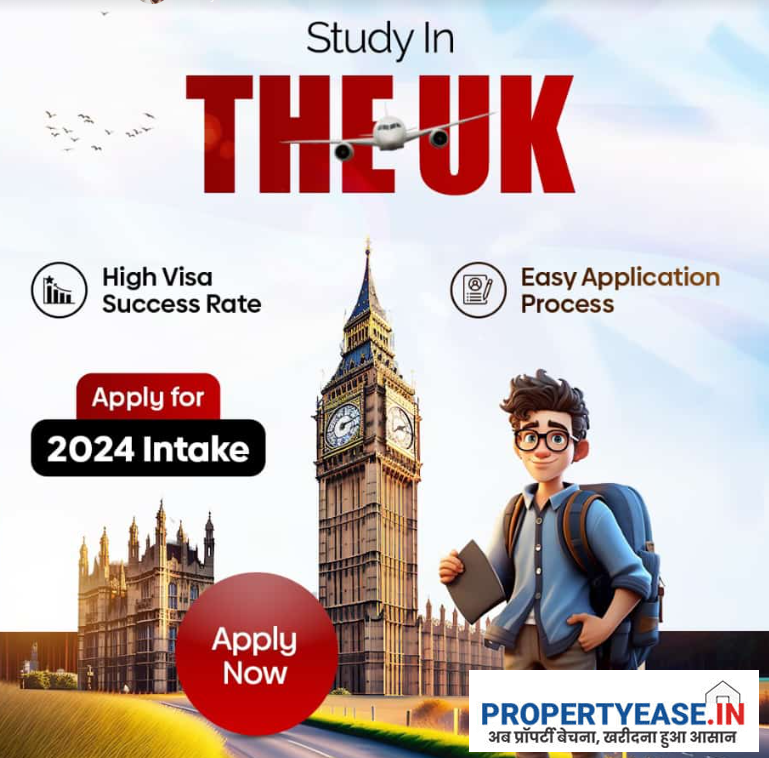 Study In
THE UK
High Visa
Success Rate
Easy Application
Process
Apply for
2024 Intake
Apply
Now
PROPERTYEASE.IN
अब प्रॉपर्टी बेचना, खरीदना हुआ आसान